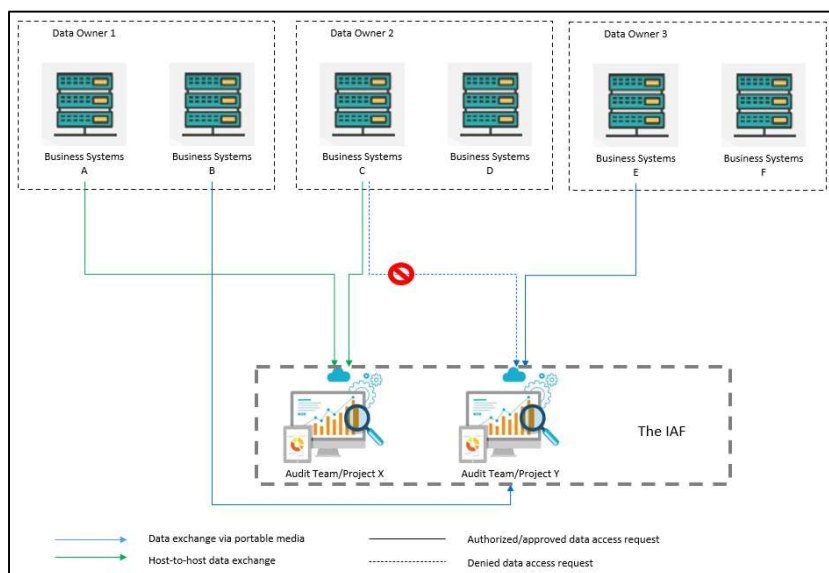 Data Owner 1
Data Owner 2
Data Owner 3
Business Systems
A
Business Systems
B
Business Systems
C
Business Systems
D
Business Systems
E
Business Systems
F
The IAF
Audit Team/Project X
Audit Team/Project Y
Data exchange via portable media
Authorized/approved data access request
Host-to-host data exchange
Denied data access request